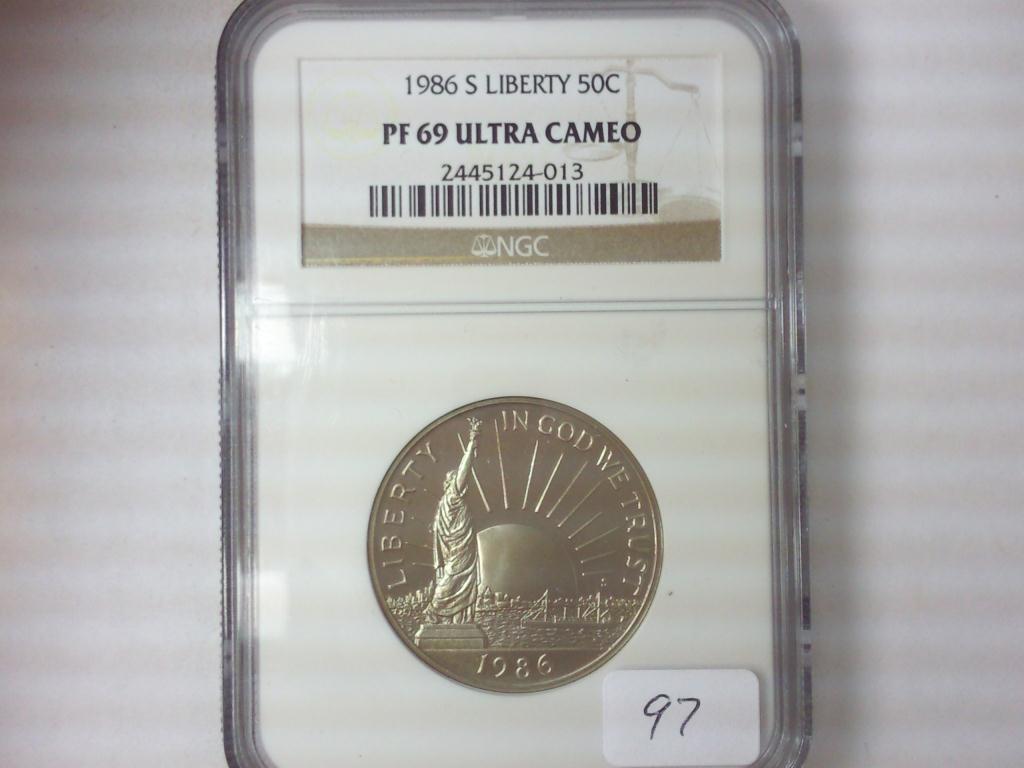 1986 S LIBERTY 50C
PF 69 ULTRA CAMEO
2445124-013
NGC
LIBERTY
IN GOD WE TRUST
S
1986
97